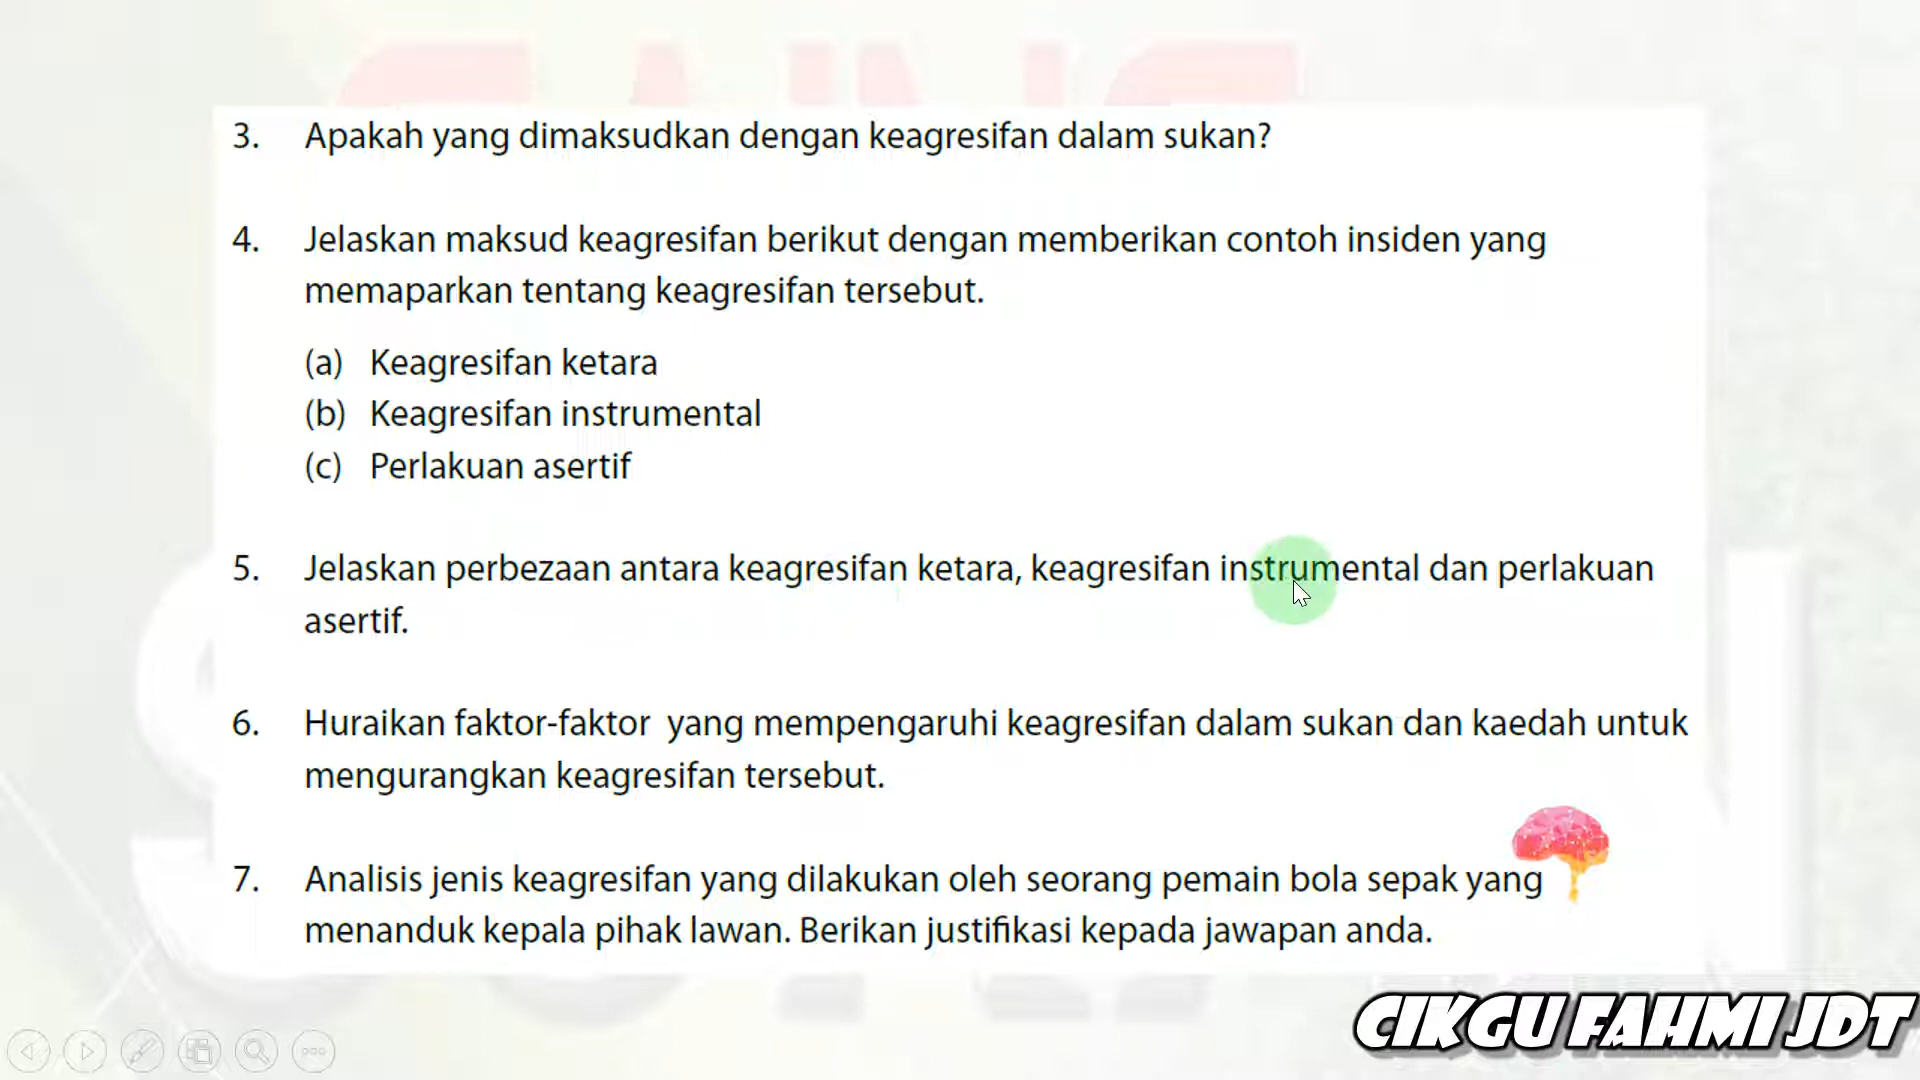 3. Apakah yang dimaksudkan dengan keagresifan dalam sukan?
4. Jelaskan maksud keagresifan berikut dengan memberikan contoh insiden yang
memaparkan tentang keagresifan tersebut.
(a) Keagresifan ketara
(b) Keagresifan instrumental
(c) Perlakuan asertif
5. Jelaskan perbezaan antara keagresifan ketara, keagresifan instrumental dan perlakuan
asertif.
6. Huraikan faktor-faktor yang mempengaruhi keagresifan dalam sukan dan kaedah untuk
mengurangkan keagresifan tersebut.
7. Analisis jenis keagresifan yang dilakukan oleh seorang pemain bola sepak yang
menanduk kepala pihak lawan. Berikan justifikasi kepada jawapan anda.
CIKGU FAHMI JDT